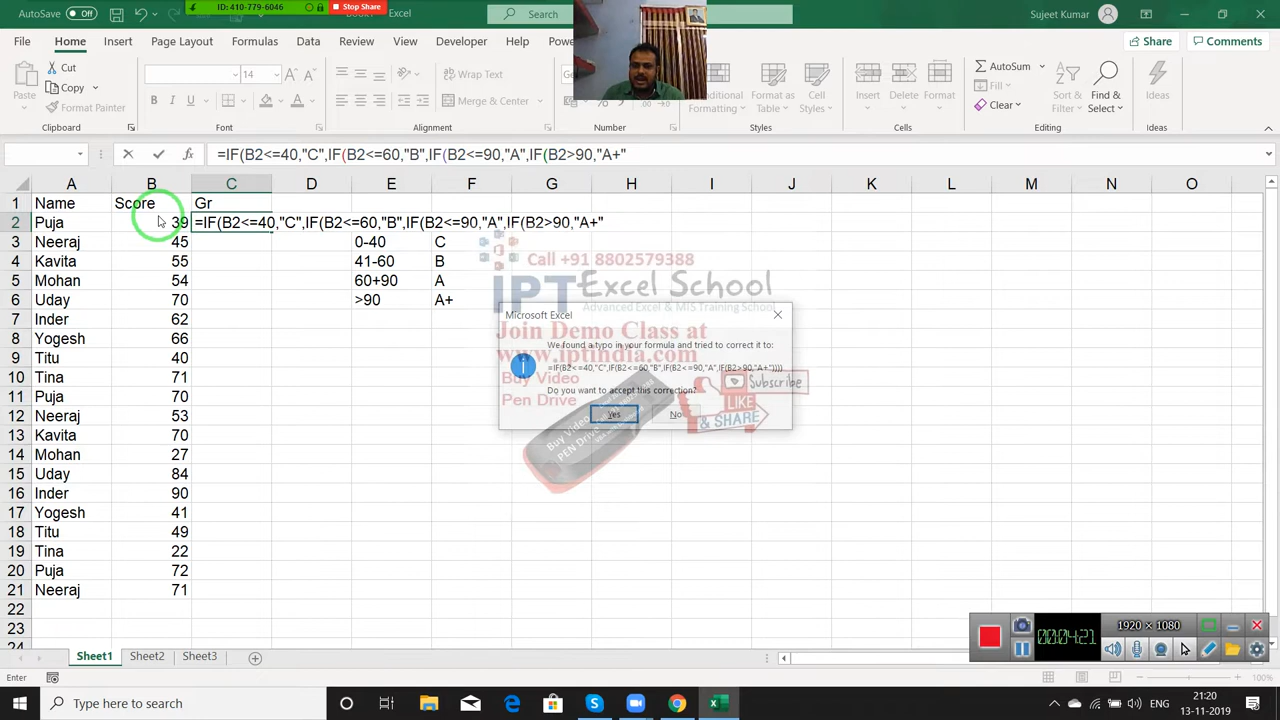 AutoSave Off
ID: 410-779-6046
Stop Share
Excel
Search
Sujeet Kumar
File Home Insert Page Layout Formulas Data Review View Developer Help
Share
Comments
Paste
Cut
Copy
Format Painter
Clipboard
14
Font
Wrap Text
Merge & Center
Alignment
Number
Conditional Formatting
Format as Table
Cell Styles
Styles
Insert
Delete
Format
Cells
AutoSum
Fill
Clear
Sort & Filter
Find & Select
Editing
Ideas
Ideas
=IF(B2<=40,"C",IF(B2<=60,"B",IF(B2<=90,"A",IF(B2>90,"A+"
A B C D E F G H I J K L M N O
1 Name Score Gr
2 Puja 39 =IF(B2<=40,"C",IF(B2<=60,"B",IF(B2<=90,"A",IF(B2>90,"A+"
3 Neeraj 45 0-40 C
4 Kavita 55 41-60 B
5 Mohan 54 60+90 A
6 Uday 70 >90 A+
7 Inder 62
8 Yogesh 66
9 Titu 40
10 Tina 71
11 Puja 70
12 Neeraj 53
13 Kavita 70
14 Mohan 27
15 Uday 84
16 Inder 90
17 Yogesh 41
18 Titu 49
19 Tina 22
20 Puja 72
21 Neeraj 71
22
23
24
Call +91 8802579388
iPT Excel School
Advanced Excel & MIS Training School
Join Demo Class at
www.iptindia.com
Buy Video
Pen Drive
Buy Video
PEN Drive
Subscribe
LIKE
& SHARE
Microsoft Excel
We found a typo in your formula and tried to correct it to:
=IF(B2<=40,"C",IF(B2<=60,"B",IF(B2<=90,"A",IF(B2>90,"A+"))))
Do you want to accept this correction?
Yes
No
00:04:21
1920 × 1080
Sheet1 Sheet2 Sheet3
Enter
100%
Type here to search
ENG
21:20
13-11-2019